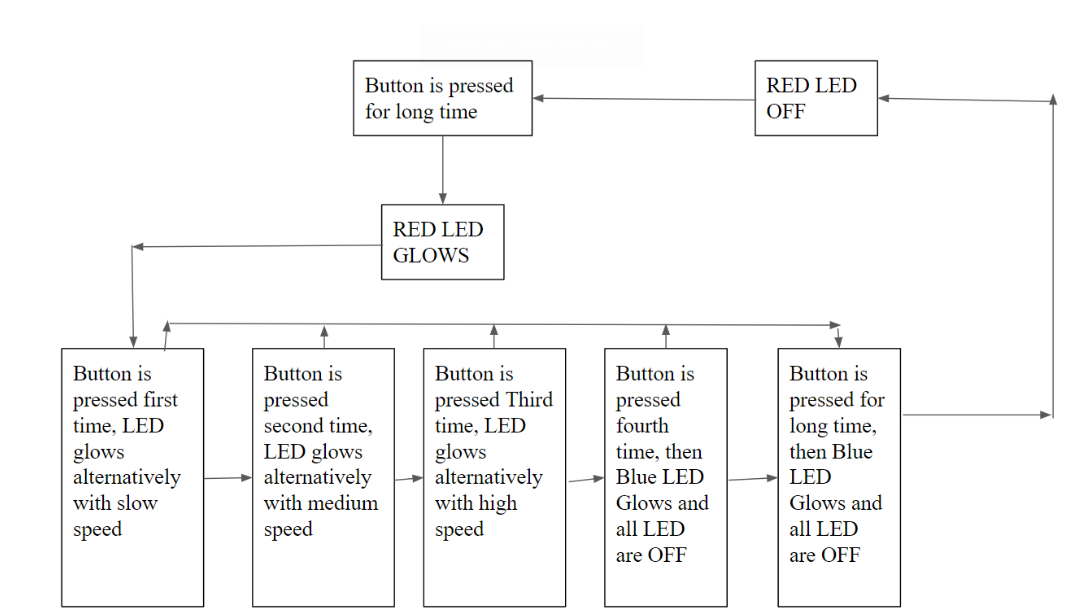 Button is pressed
for long time
RED LED
OFF
RED LED
GLOWS
Button is
pressed first
time, LED
glows
alternatively
with slow
speed
Button is
pressed
second time,
LED glows
alternatively
with medium
speed
Button is
pressed Third
time, LED
glows
alternatively
with high
speed
Button is
pressed
fourth
time, then
Blue LED
Glows and
all LED
are OFF
Button is
pressed for
long time,
then Blue
LED
Glows and
all LED
are OFF